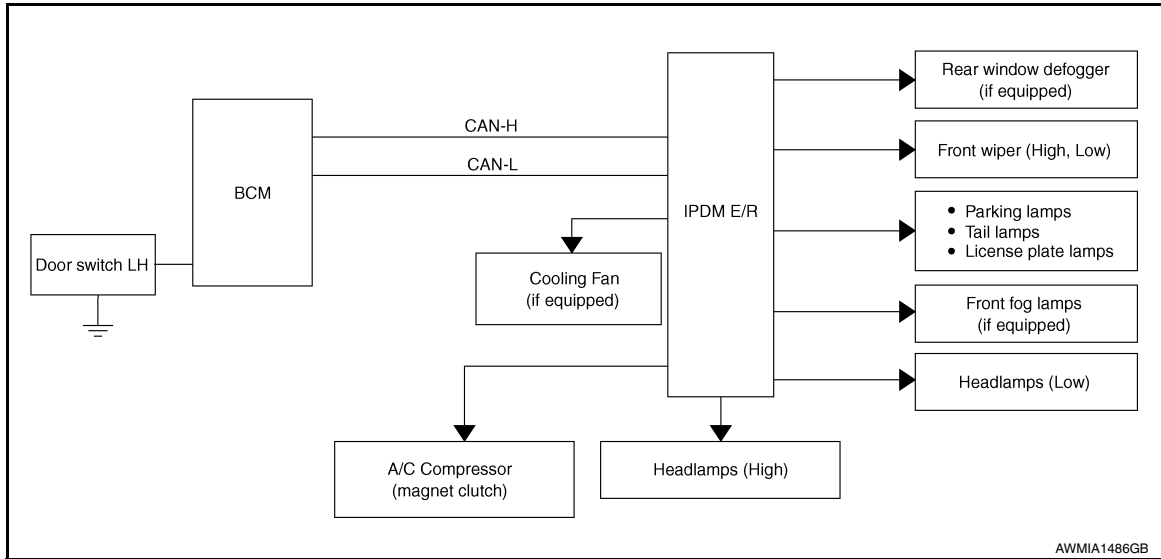 Rear window defogger
(if equipped)
CAN-H
Front wiper (High, Low)
CAN-L
BCM
IPDM E/R
• Parking lamps
• Tail lamps
• License plate lamps
Door switch LH
Cooling Fan
(if equipped)
Front fog lamps
(if equipped)
Headlamps (Low)
A/C Compressor
(magnet clutch)
Headlamps (High)
AWMIA1486GB